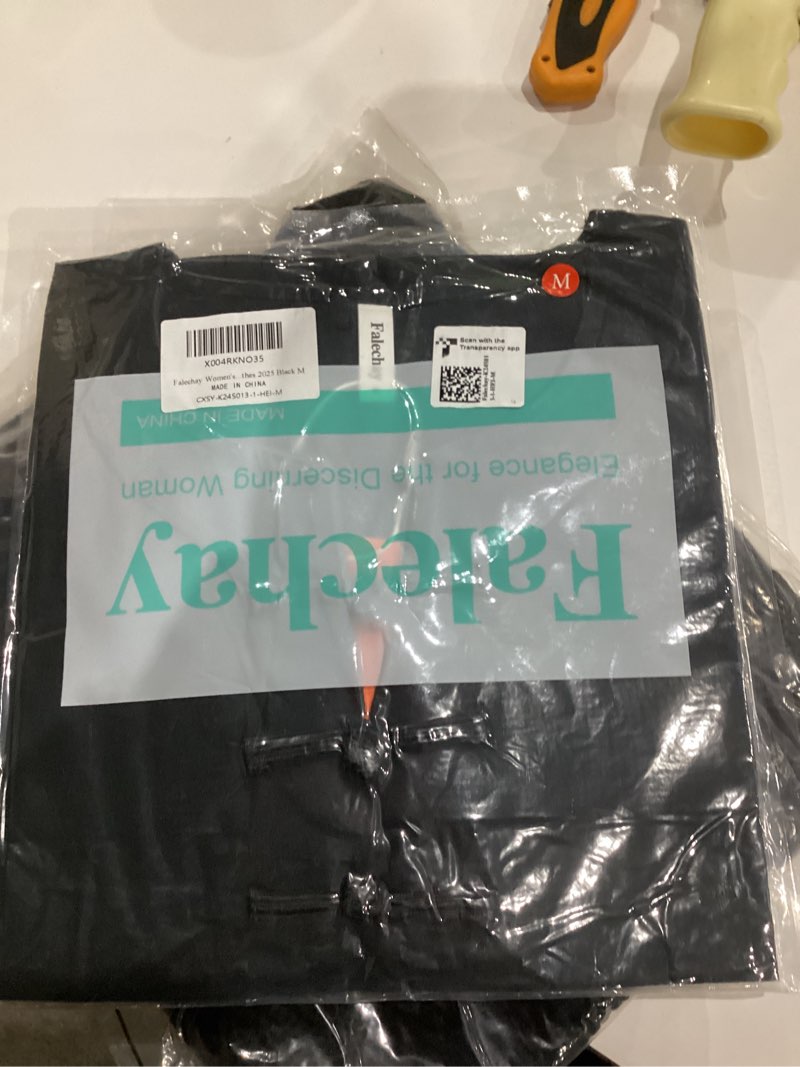 M
X004RKNO35
Falechay Women's ...thes 2025 Black M
MADE IN CHINA
CXSY-K24S013-1-HEI-M
Falechay
Scan with the
Transparency app
MADE IN CHINA
Elegance for the Discerning Woman
Falechay